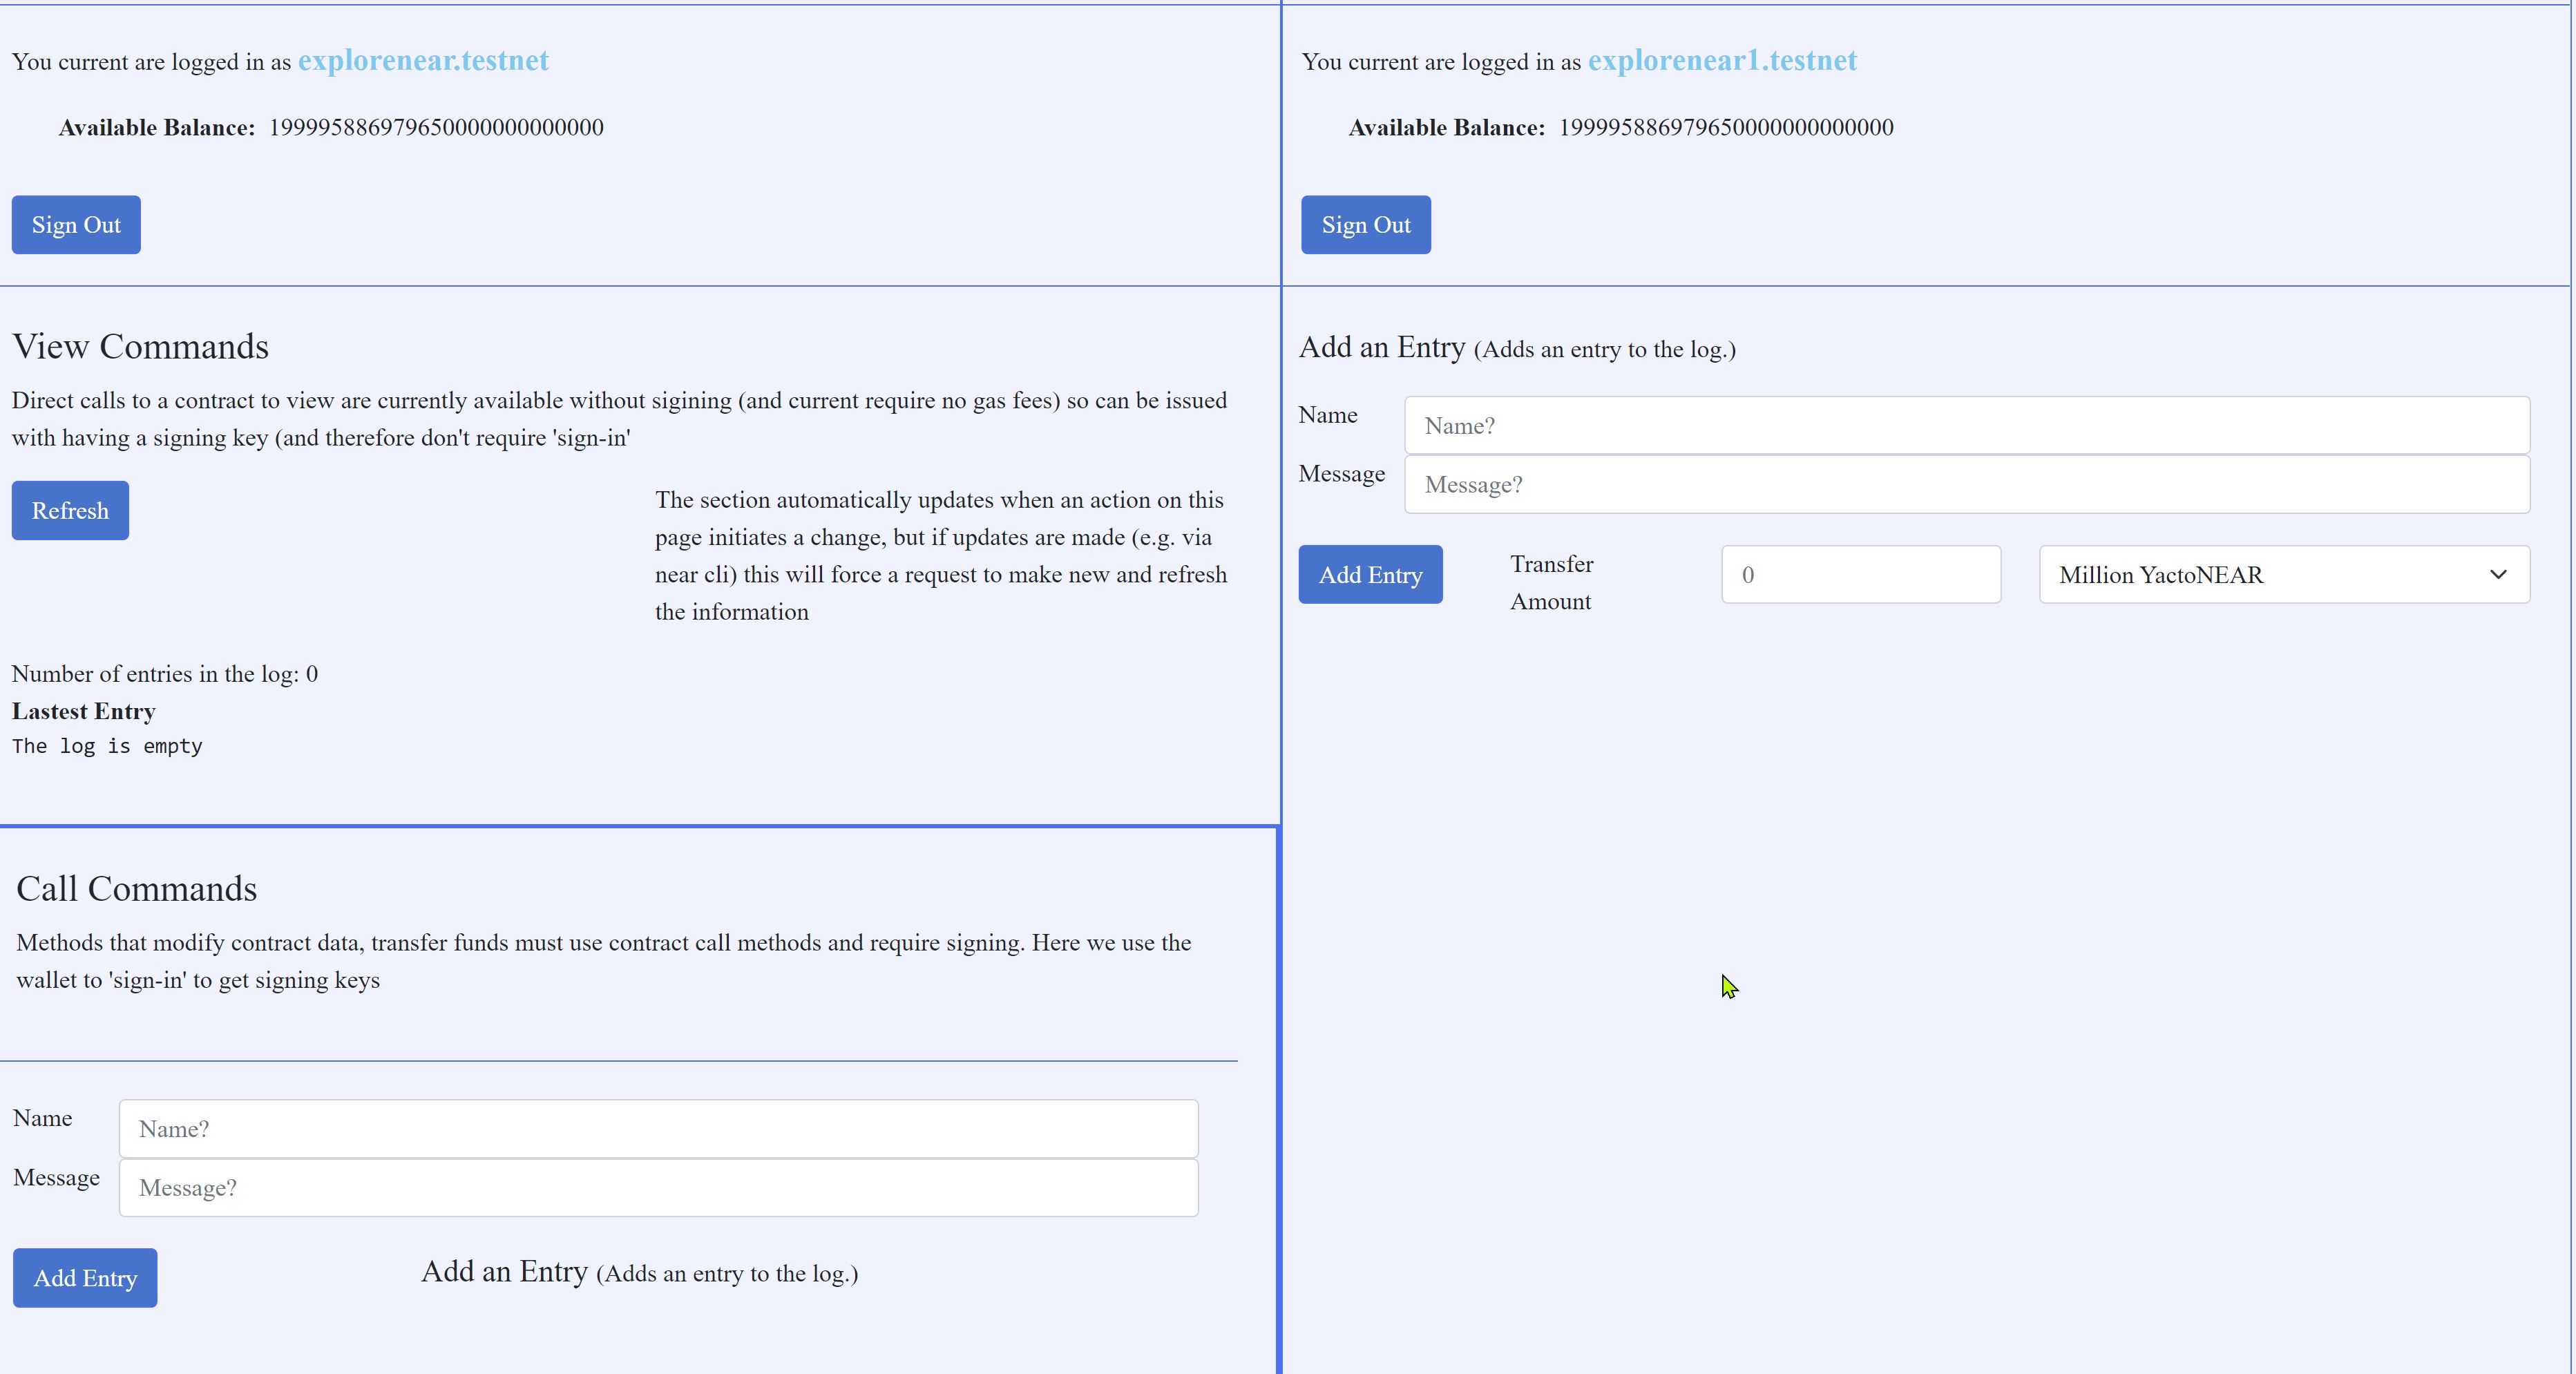 You current are logged in as explorenear.testnet
Available Balance: 199995886979650000000000000
Sign Out
View Commands
Direct calls to a contract to view are currently available without sigining (and current require no gas fees) so can be issued
with having a signing key (and therefore don't require 'sign-in'
Refresh
The section automatically updates when an action on this
page initiates a change, but if updates are made (e.g. via
near cli) this will force a request to make new and refresh
the information
Number of entries in the log: 0
Lastest Entry
The log is empty
Call Commands
Methods that modify contract data, transfer funds must use contract call methods and require signing. Here we use the
wallet to 'sign-in' to get signing keys
Name
Name?
Message
Message?
Add Entry
Add an Entry (Adds an entry to the log.)
You current are logged in as explorenear1.testnet
Available Balance: 199995886979650000000000000
Sign Out
Add an Entry (Adds an entry to the log.)
Name
Name?
Message
Message?
Add Entry
Transfer
Amount
0
Million YactoNEAR